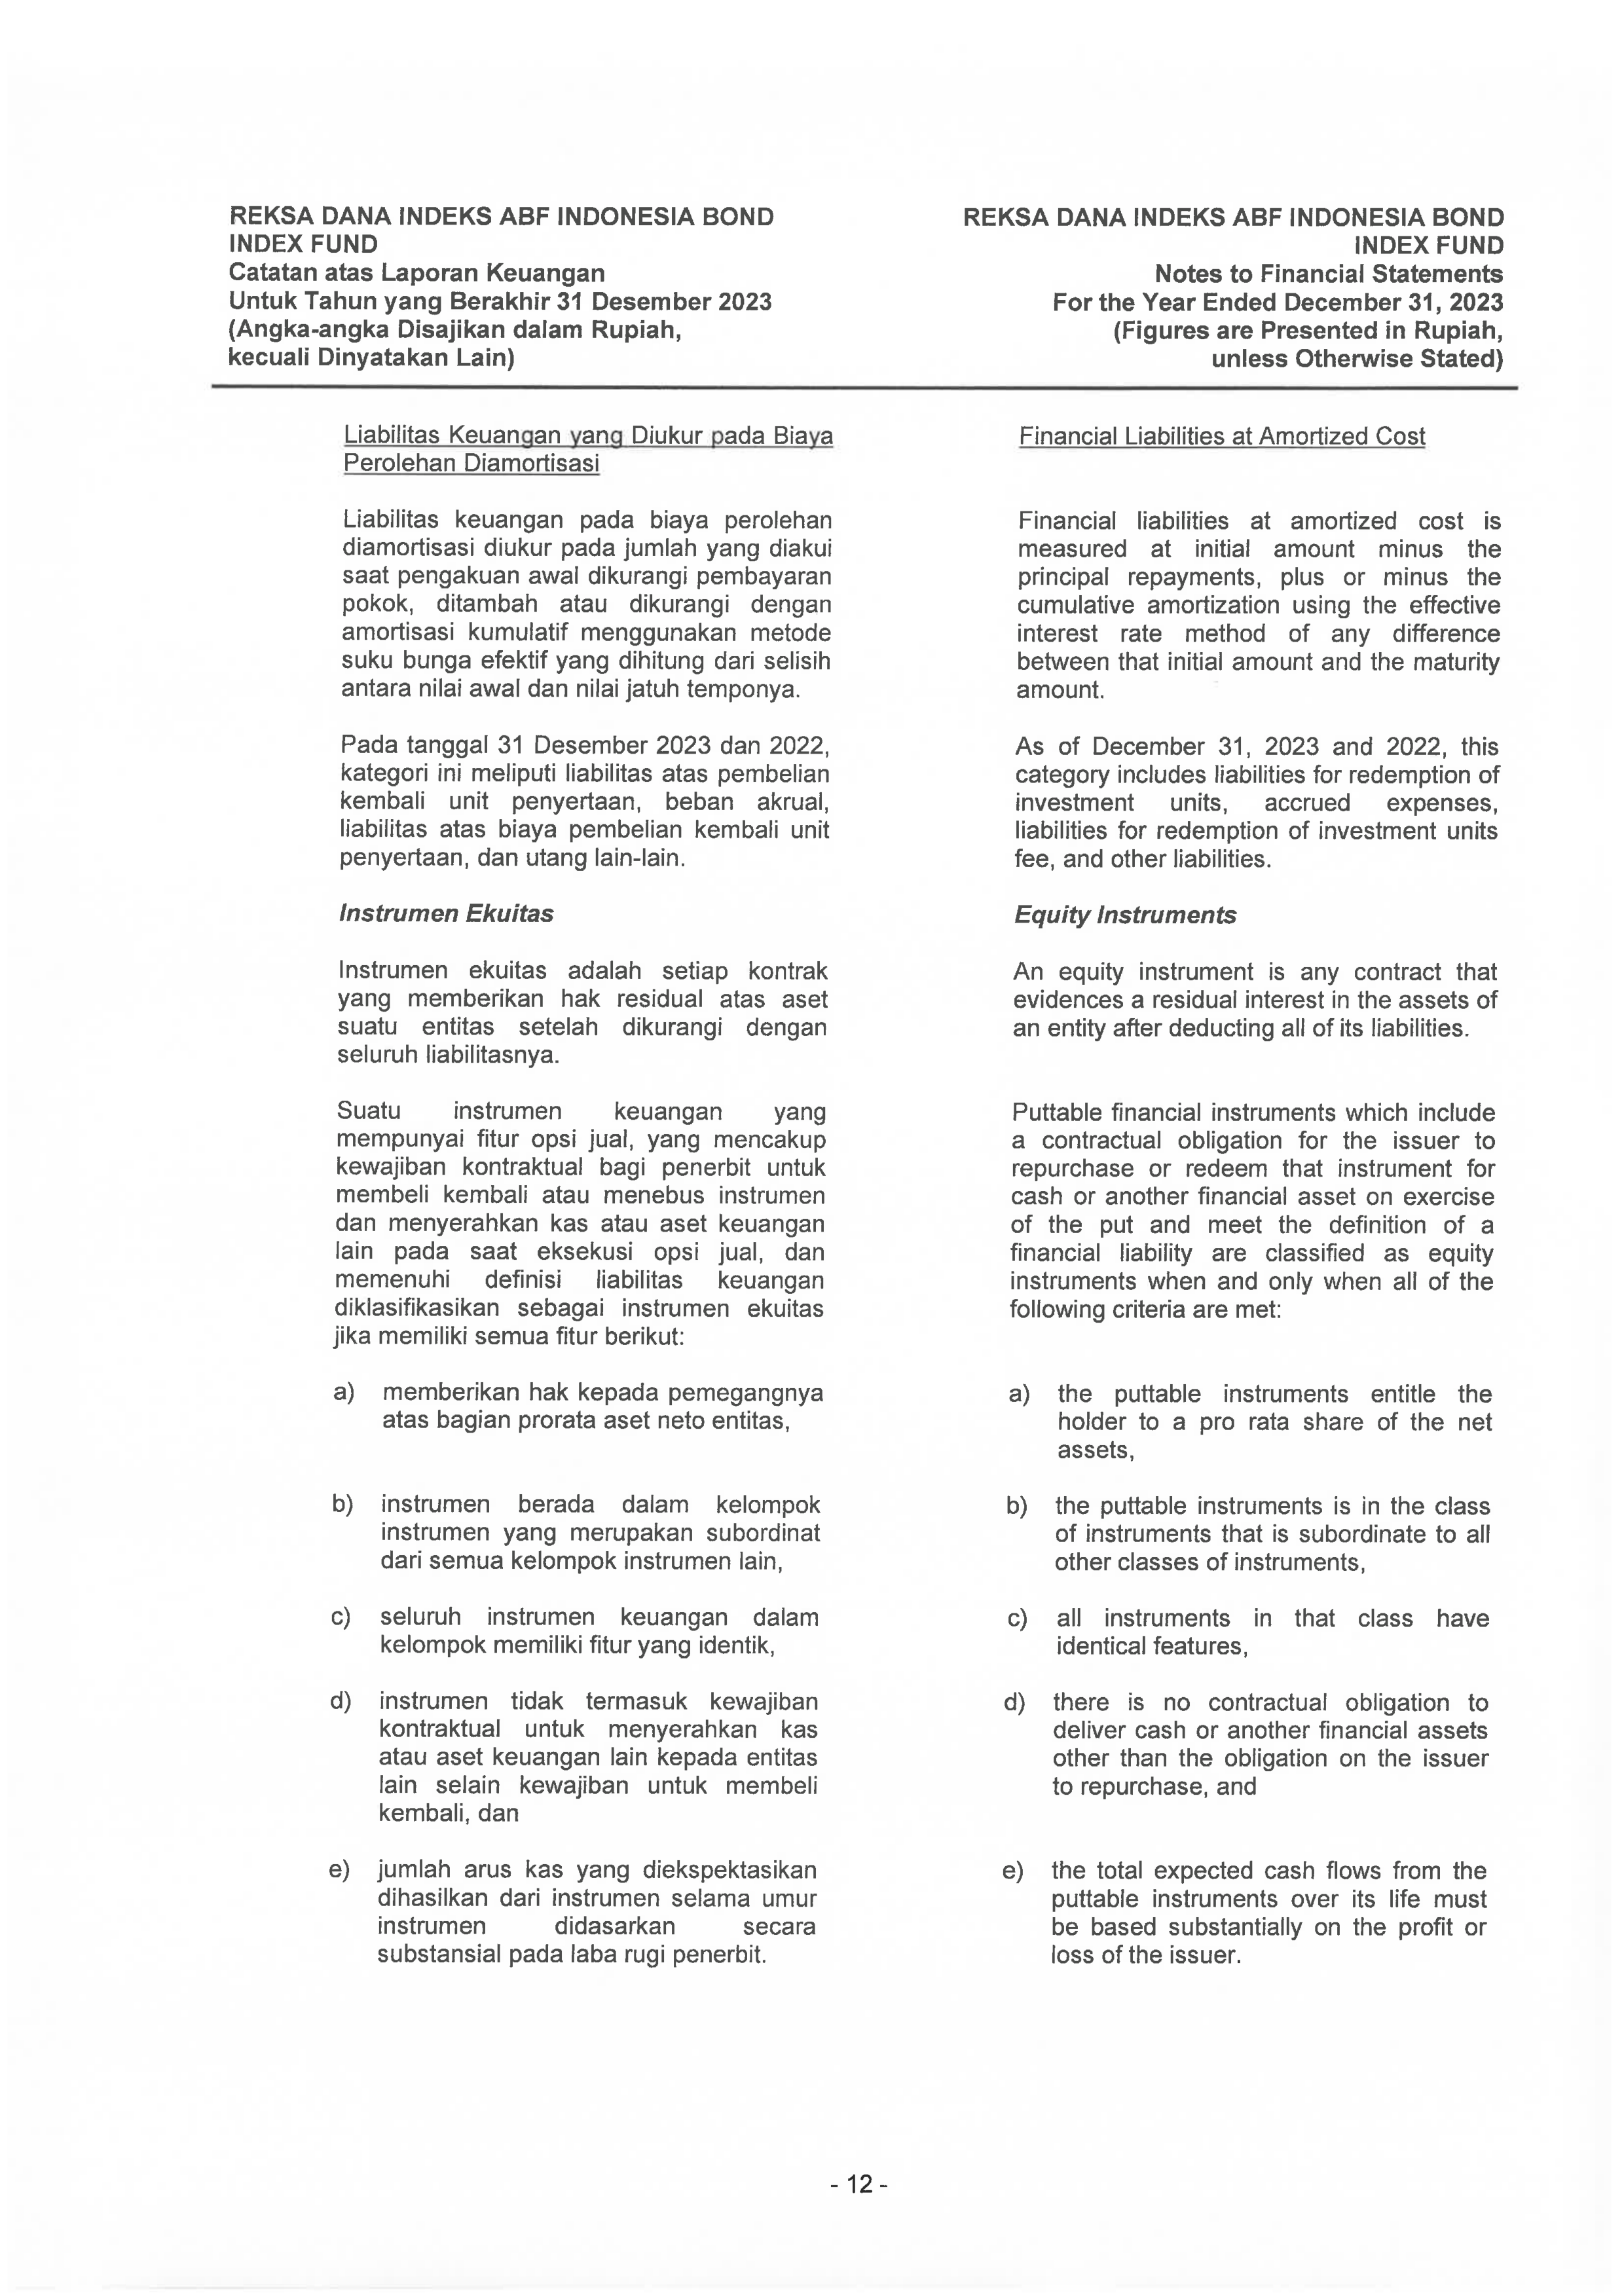 REKSA DANA INDEKS ABF INDONESIA BOND
INDEX FUND
Catatan atas Laporan Keuangan
Untuk Tahun yang Berakhir 31 Desember 2023
(Angka-angka Disajikan dalam Rupiah,
kecuali Dinyatakan Lain)
REKSA DANA INDEKS ABF INDONESIA BOND
INDEX FUND
Notes to Financial Statements
For the Year Ended December 31, 2023
(Figures are Presented in Rupiah,
unless Otherwise Stated)
Liabilitas Keuangan yang Diukur pada Biaya
Perolehan Diamortisasi
Liabilitas keuangan pada biaya perolehan
diamortisasi diukur pada jumlah yang diakui
saat pengakuan awal dikurangi pembayaran
pokok, ditambah atau dikurangi dengan
amortisasi kumulatif menggunakan metode
suku bunga efektif yang dihitung dari selisih
antara nilai awal dan nilai jatuh temponya.
Pada tanggal 31 Desember 2023 dan 2022,
kategori ini meliputi liabilitas atas pembelian
kembali unit penyertaan, beban akrual,
liabilitas atas biaya pembelian kembali unit
penyertaan, dan utang lain-lain.
Instrumen Ekuitas
Instrumen ekuitas adalah setiap kontrak
yang memberikan hak residual atas aset
suatu entitas setelah dikurangi dengan
seluruh liabilitasnya.
Suatu instrumen keuangan yang
mempunyai fitur opsi jual, yang mencakup
kewajiban kontraktual bagi penerbit untuk
membeli kembali atau menebus instrumen
dan menyerahkan kas atau aset keuangan
lain pada saat eksekusi opsi jual, dan
memenuhi definisi liabilitas keuangan
diklasifikasikan sebagai instrumen ekuitas
jika memiliki semua fitur berikut:
a) memberikan hak kepada pemegangnya
atas bagian prorata aset neto entitas,
b) instrumen berada dalam kelompok
instrumen yang merupakan subordinat
dari semua kelompok instrumen lain,
c) seluruh instrumen keuangan dalam
kelompok memiliki fitur yang identik,
d) instrumen tidak termasuk kewajiban
kontraktual untuk menyerahkan kas
atau aset keuangan lain kepada entitas
lain selain kewajiban untuk membeli
kembali, dan
e) jumlah arus kas yang diekspektasikan
dihasilkan dari instrumen selama umur
instrumen didasarkan secara
substansial pada laba rugi penerbit.
Financial Liabilities at Amortized Cost
Financial liabilities at amortized cost is
measured at initial amount minus the
principal repayments, plus or minus the
cumulative amortization using the effective
interest rate method of any difference
between that initial amount and the maturity
amount.
As of December 31, 2023 and 2022, this
category includes liabilities for redemption of
investment units, accrued expenses,
liabilities for redemption of investment units
fee, and other liabilities.
Equity Instruments
An equity instrument is any contract that
evidences a residual interest in the assets of
an entity after deducting all of its liabilities.
Puttable financial instruments which include
a contractual obligation for the issuer to
repurchase or redeem that instrument for
cash or another financial asset on exercise
of the put and meet the definition of a
financial liability are classified as equity
instruments when and only when all of the
following criteria are met:
a) the puttable instruments entitle the
holder to a pro rata share of the net
assets,
b) the puttable instruments is in the class
of instruments that is subordinate to all
other classes of instruments,
c) all instruments in that class have
identical features,
d) there is no contractual obligation to
deliver cash or another financial assets
other than the obligation on the issuer
to repurchase, and
e) the total expected cash flows from the
puttable instruments over its life must
be based substantially on the profit or
loss of the issuer.
- 12 -